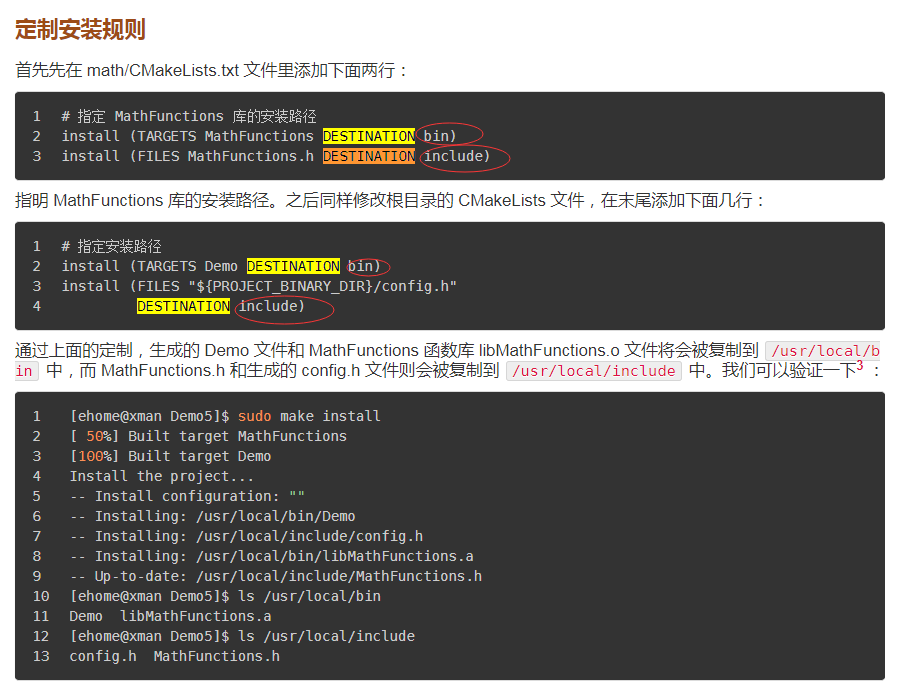 定制安装规则
首先先在 math/CMakeLists.txt 文件里添加下面两行：
1 # 指定 MathFunctions 库的安装路径
2 install (TARGETS MathFunctions DESTINATION bin)
3 install (FILES MathFunctions.h DESTINATION include)
指明 MathFunctions 库的安装路径。之后同样修改根目录的 CMakeLists 文件，在末尾添加下面几行：
1 # 指定安装路径
2 install (TARGETS Demo DESTINATION bin)
3 install (FILES "${PROJECT_BINARY_DIR}/config.h"
4 DESTINATION include)
通过上面的定制，生成的 Demo 文件和 MathFunctions 函数库 libMathFunctions.o 文件将会被复制到 /usr/local/b
in 中，而 MathFunctions.h 和生成的 config.h 文件则会被复制到 /usr/local/include 中。我们可以验证一下3：
1 [ehome@xman Demo5]$ sudo make install
2 [ 50%] Built target MathFunctions
3 [100%] Built target Demo
4 Install the project...
5 -- Install configuration: ""
6 -- Installing: /usr/local/bin/Demo
7 -- Installing: /usr/local/include/config.h
8 -- Installing: /usr/local/bin/libMathFunctions.a
9 -- Up-to-date: /usr/local/include/MathFunctions.h
10 [ehome@xman Demo5]$ ls /usr/local/bin
11 Demo  libMathFunctions.a
12 [ehome@xman Demo5]$ ls /usr/local/include
13 config.h  MathFunctions.h